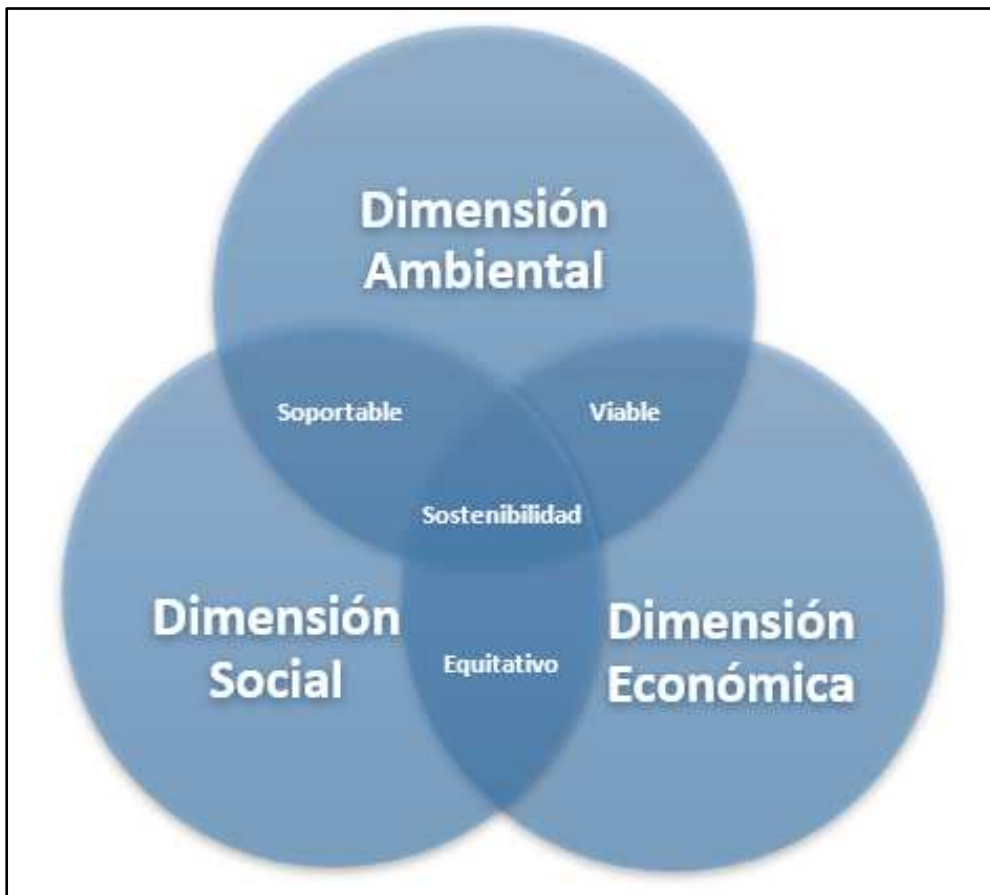 Dimensión
Ambiental
Soportable
Viable
Sostenibilidad
Dimensión
Social
Equitativo
Dimensión
Económica